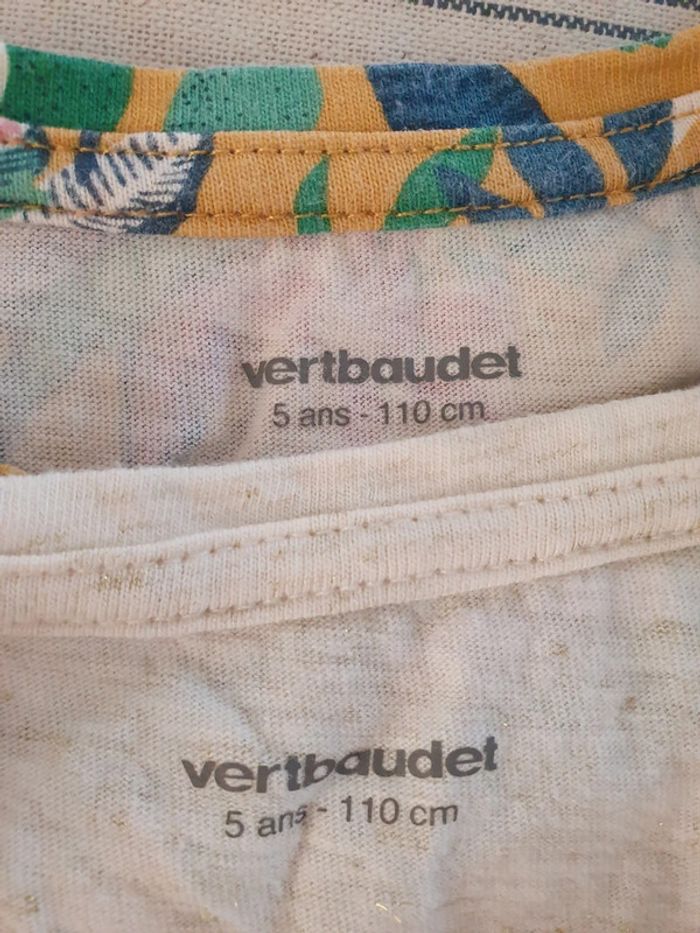 vertbaudet
5 ans - 110 cm
vertbaudet
5 ans - 110 cm